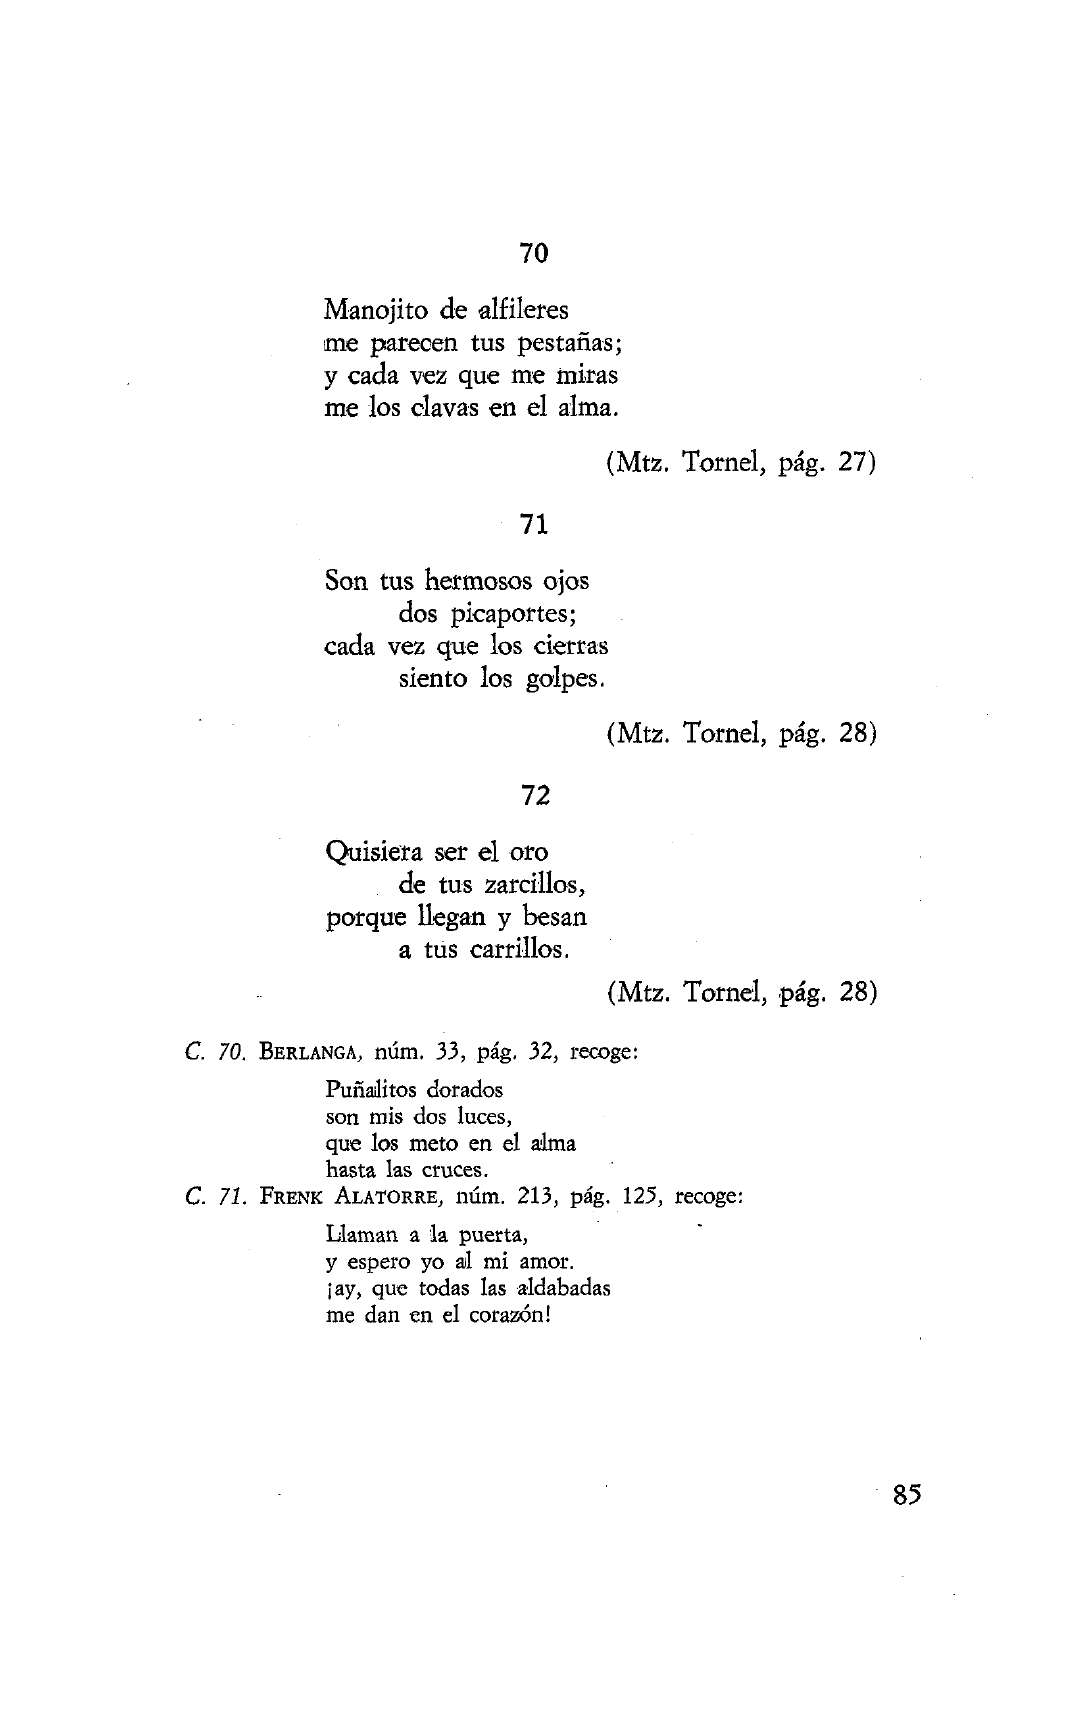 70
Manojito de alfileres
me parecen tus pestañas;
y cada vez que me miras
me los clavas en el alma.
(Mtz. Tornel, pág. 27)
71
Son tus hermosos ojos
dos picaportes;
cada vez que los cierras
siento los golpes.
(Mtz. Tornel, pág. 28)
72
Quisiera ser el oro
de tus zarcillos,
porque llegan y besan
a tus carrillos.
(Mtz. Tornel, pág. 28)
C. 70. BERLANGA, núm. 33, pág. 32, recoge:
Puñalitos dorados
son mis dos luces,
que los meto en el alma
hasta las cruces.
C. 71. FRENK ALATORRE, núm. 213, pág. 125, recoge:
Llaman a la puerta,
y espero yo al mi amor.
¡ay, que todas las aldabadas
me dan en el corazón!
85